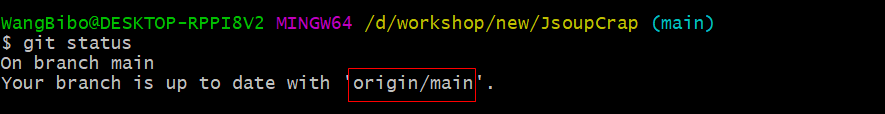 WangBibo@DESKTOP-RPPI8V2 MINGW64 /d/workshop/new/JsoupCrap (main)
$ git status
On branch main
Your branch is up to date with 'origin/main'.